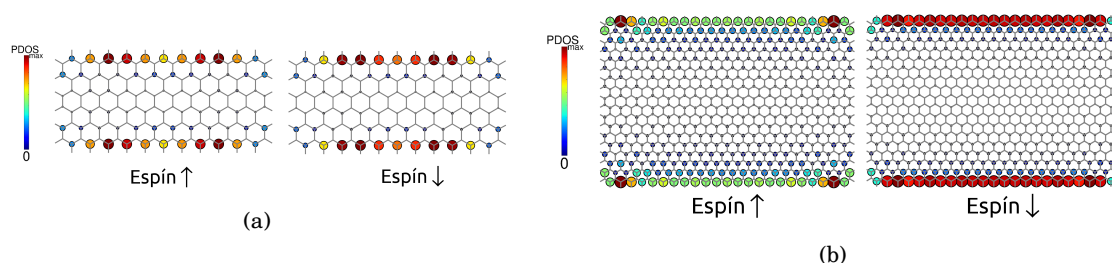 PDOS
max
0
Espín ↑
Espín ↓
(a)
PDOS
max
0
Espín ↑
Espín ↓
(b)